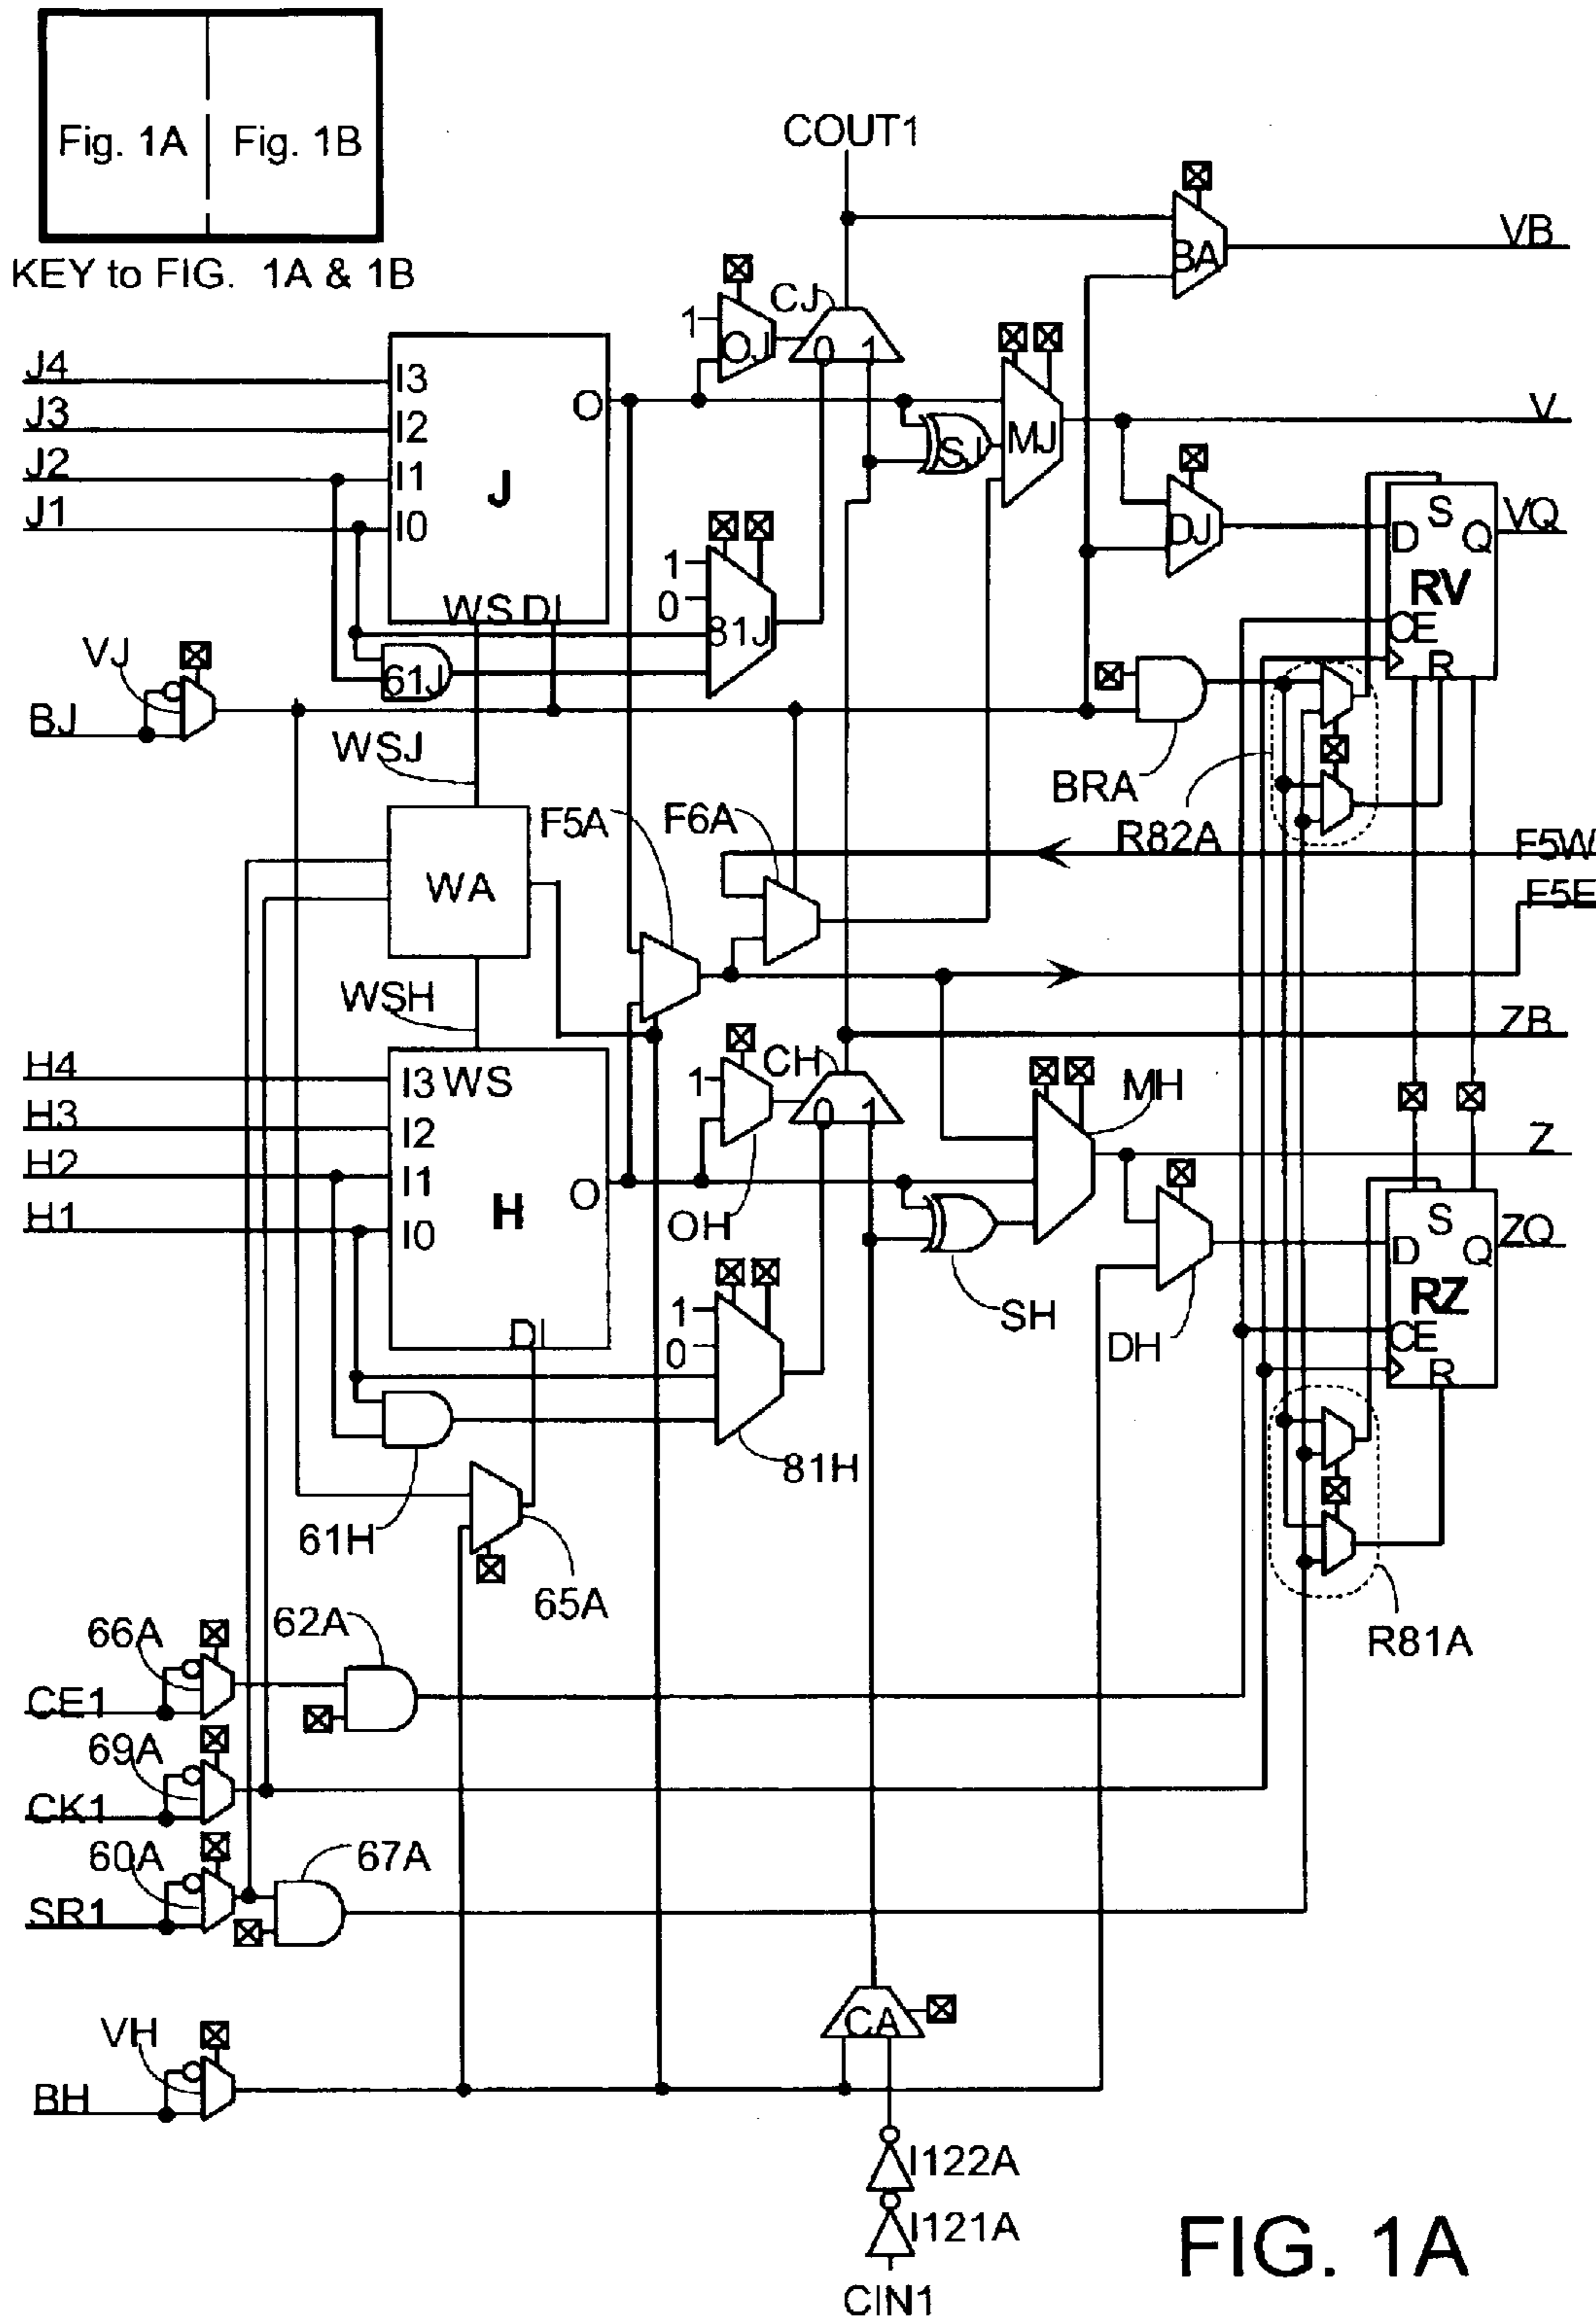 Fig. 1A
Fig. 1B
KEY to FIG. 1A & 1B
COUT1
VB
CJ
BA
1
OJ
0 1
J4
J3
J2
J1
I3
I2
I1
I0
O
J
WS DI
SJ
MJ
V
DJ
S
D
Q
VQ
RV
CE
R
1
0
81J
61J
VJ
BJ
WSJ
BRA
R82A
F5A
F6A
F5W
F5E
WA
WSH
ZB
H4
H3
H2
H1
I3 WS
I2
I1
I0
O
H
DI
1
CH
0 1
OH
MH
Z
S
D
Q
ZQ
RZ
CE
R
SH
DH
1
0
81H
61H
65A
R81A
66A
62A
CE1
69A
CK1
60A
67A
SR1
CA
VH
BH
I122A
I121A
CIN1
FIG. 1A